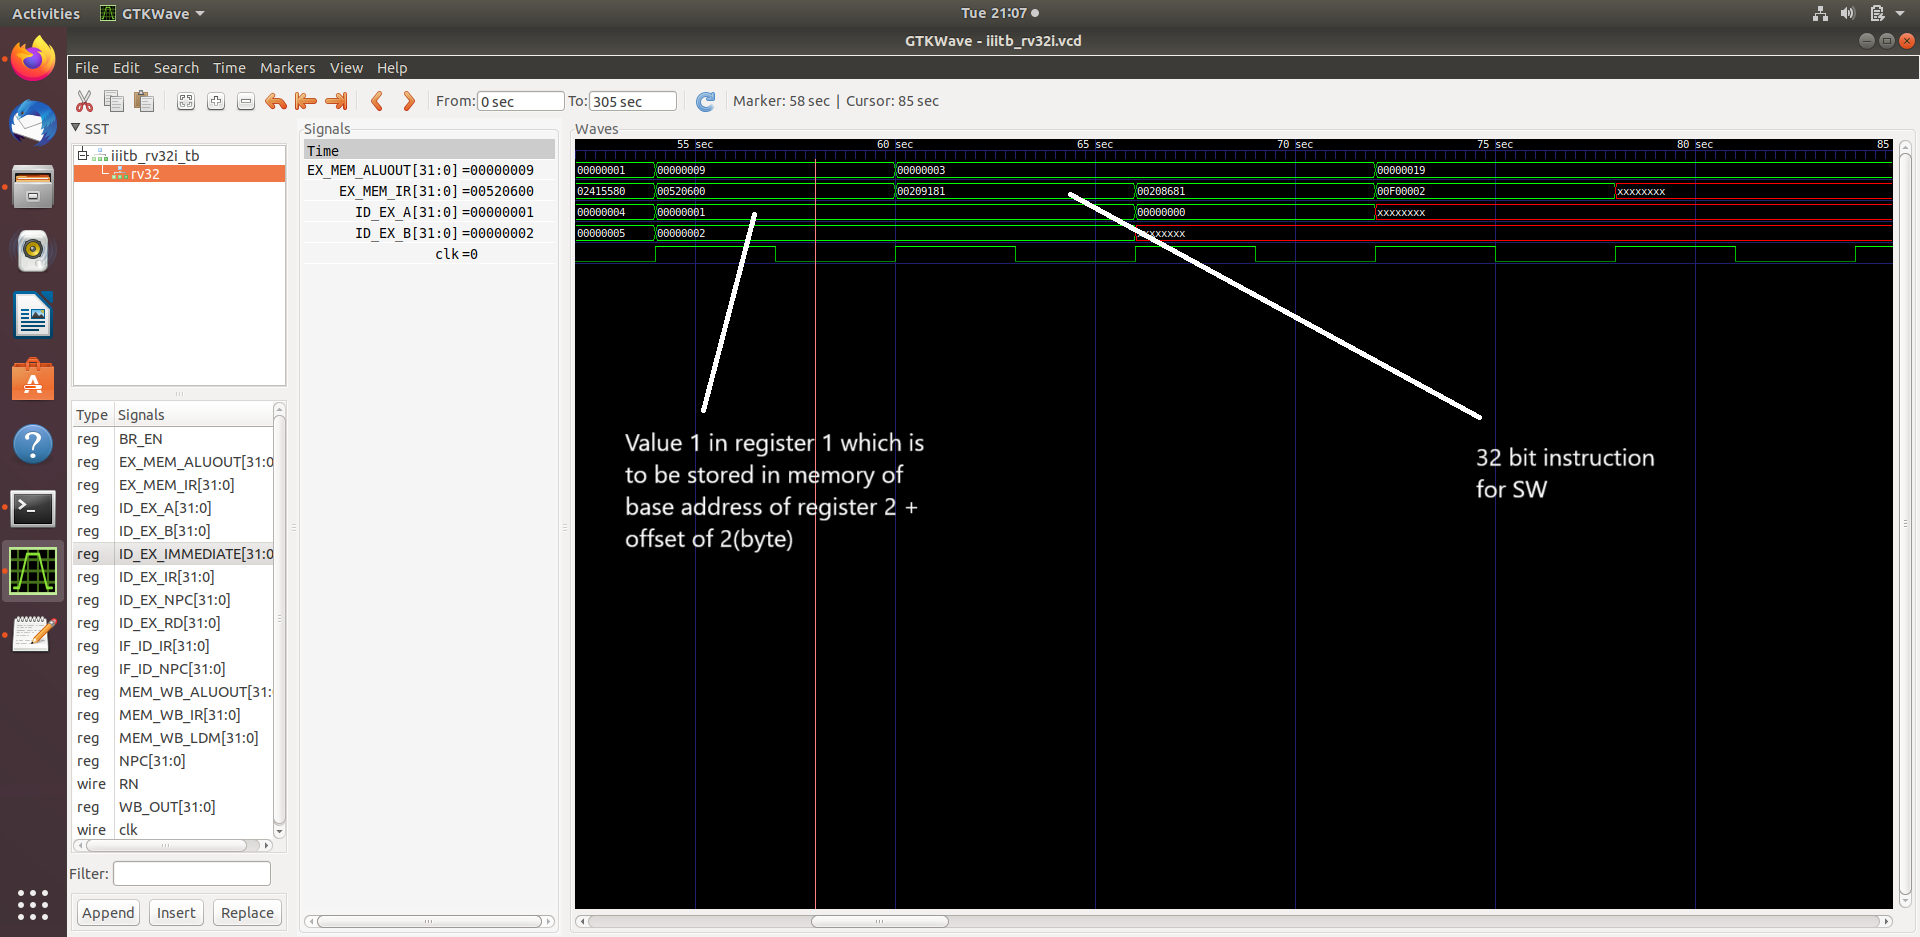 Activities GTKWave Tue 21:07
GTKWave - iiitb_rv32i.vcd
File Edit Search Time Markers View Help
From: 0 sec To: 305 sec Marker: 58 sec | Cursor: 85 sec
SST
iiitb_rv32i_tb
rv32
Type Signals
reg BR_EN
reg EX_MEM_ALUOUT[31:0
reg EX_MEM_IR[31:0]
reg ID_EX_A[31:0]
reg ID_EX_B[31:0]
reg ID_EX_IMMEDIATE[31:0
reg ID_EX_IR[31:0]
reg ID_EX_NPC[31:0]
reg ID_EX_RD[31:0]
reg IF_ID_IR[31:0]
reg IF_ID_NPC[31:0]
reg MEM_WB_ALUOUT[31:
reg MEM_WB_IR[31:0]
reg MEM_WB_LDM[31:0]
reg NPC[31:0]
wire RN
reg WB_OUT[31:0]
wire clk
Filter:
Append Insert Replace
Signals
Time
EX_MEM_ALUOUT[31:0] =00000009
EX_MEM_IR[31:0] =00520600
ID_EX_A[31:0] =00000001
ID_EX_B[31:0] =00000002
clk =0
Waves
55 sec 60 sec 65 sec 70 sec 75 sec 80 sec 85
00000001 00000009 00000003 00000019
02415580 00520600 00209181 00208681 00F00002 xxxxxxxx
00000004 00000001 00000000 xxxxxxxx
00000005 00000002 xxxxxxx
Value 1 in register 1 which is
to be stored in memory of
base address of register 2 +
offset of 2(byte)
32 bit instruction
for SW